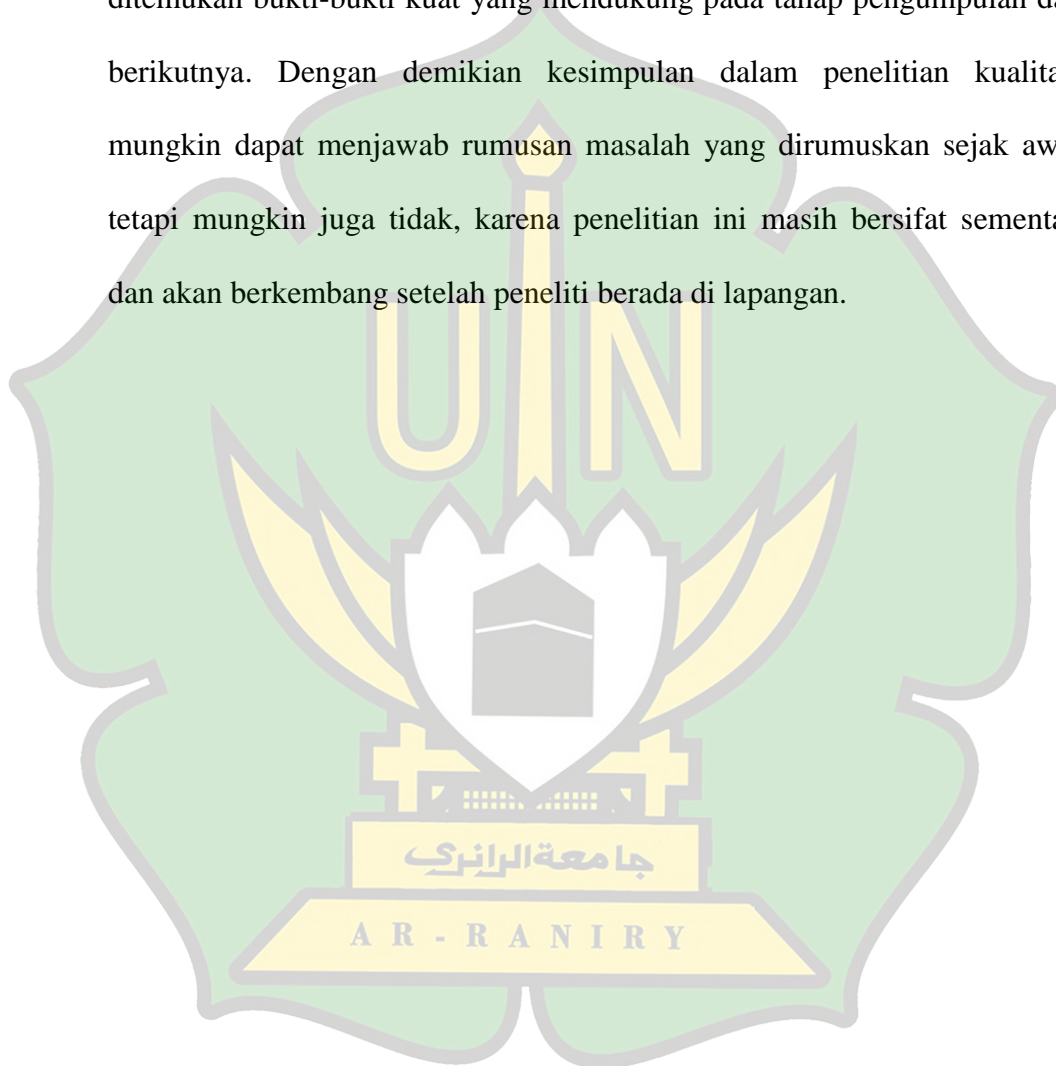 ditemukan bukti-bukti kuat yang mendukung pada tahap pengumpulan da
berikutnya. Dengan demikian kesimpulan dalam penelitian kualita
mungkin dapat menjawab rumusan masalah yang dirumuskan sejak aw
tetapi mungkin juga tidak, karena penelitian ini masih bersifat sementa
dan akan berkembang setelah peneliti berada di lapangan.
UIN
جامعةالرانري
AR-RANIRY